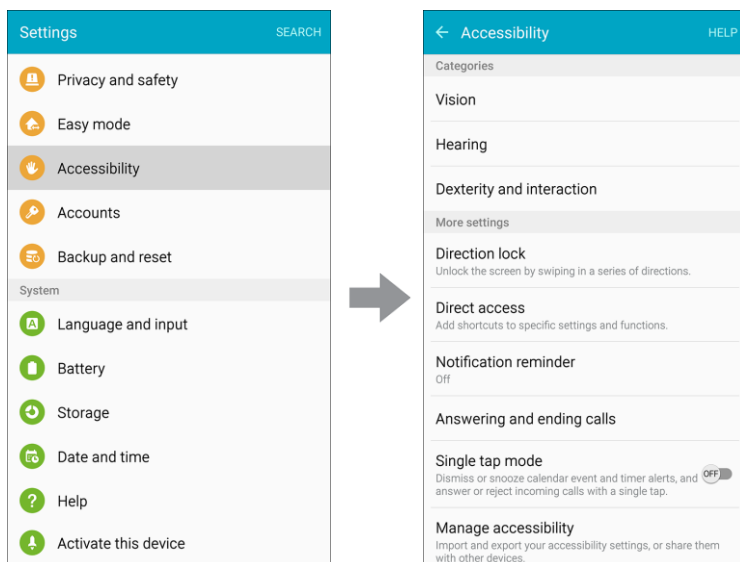 Settings
SEARCH
Privacy and safety
Easy mode
Accessibility
Accounts
Backup and reset
System
A
Language and input
Battery
Storage
Date and time
?
Help
Activate this device
Accessibility
HELP
Categories
Vision
Hearing
Dexterity and interaction
More settings
Direction lock
Unlock the screen by swiping in a series of directions.
Direct access
Add shortcuts to specific settings and functions.
Notification reminder
Off
Answering and ending calls
Single tap mode
Dismiss or snooze calendar event and timer alerts, and
answer or reject incoming calls with a single tap.
OFF
Manage accessibility
Import and export your accessibility settings, or share them
with other devices.